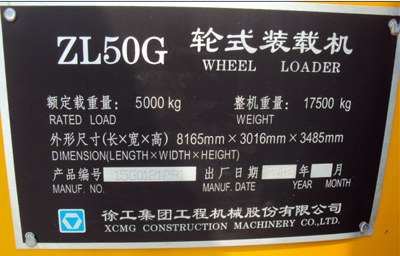 ZL50G 轮式装载机
WHEEL LOADER
额定载重量: 5000 kg 整机重量: 17500 kg
RATED LOAD WEIGHT
外形尺寸(长×宽×高) 8165mm×3016mm×3485mm
DIMENSION(LENGTH×WIDTH×HEIGHT)
产品编号 出厂日期 年 月
MANUF. NO. MANUF. DATE YEAR MONTH
徐工集团工程机械股份有限公司
XCMG CONSTRUCTION MACHINERY CO.,LTD.